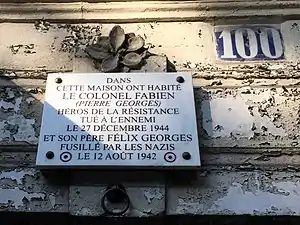 DANS
CETTE MAISON ONT HABITÉ
LE COLONEL FABIEN
(PIERRE GEORGES)
HÉROS DE LA RÉSISTANCE
TUÉ A L'ENNEMI
LE 27 DÉCEMBRE 1944
ET SON PÈRE FÉLIX GEORGES
FUSILLÉ PAR LES NAZIS
LE 12 AOÛT 1942
100